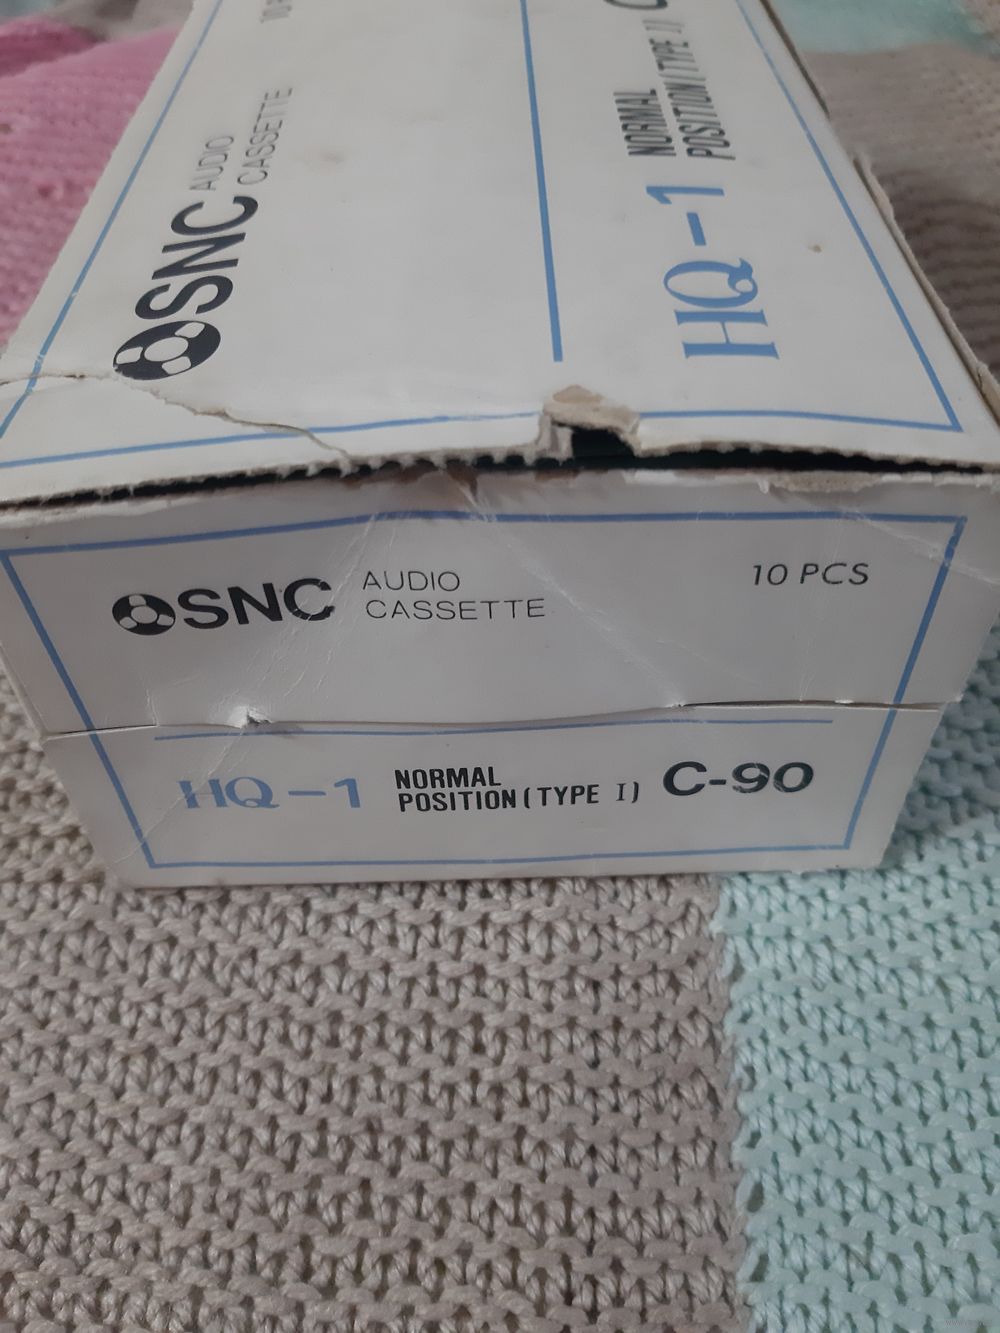 SNC
AUDIO
CASSETTE
HQ-1
NORMAL
POSITION (TYPE I)
SNC
AUDIO
CASSETTE
10 PCS
HQ-1
NORMAL
POSITION (TYPE I)
C-90